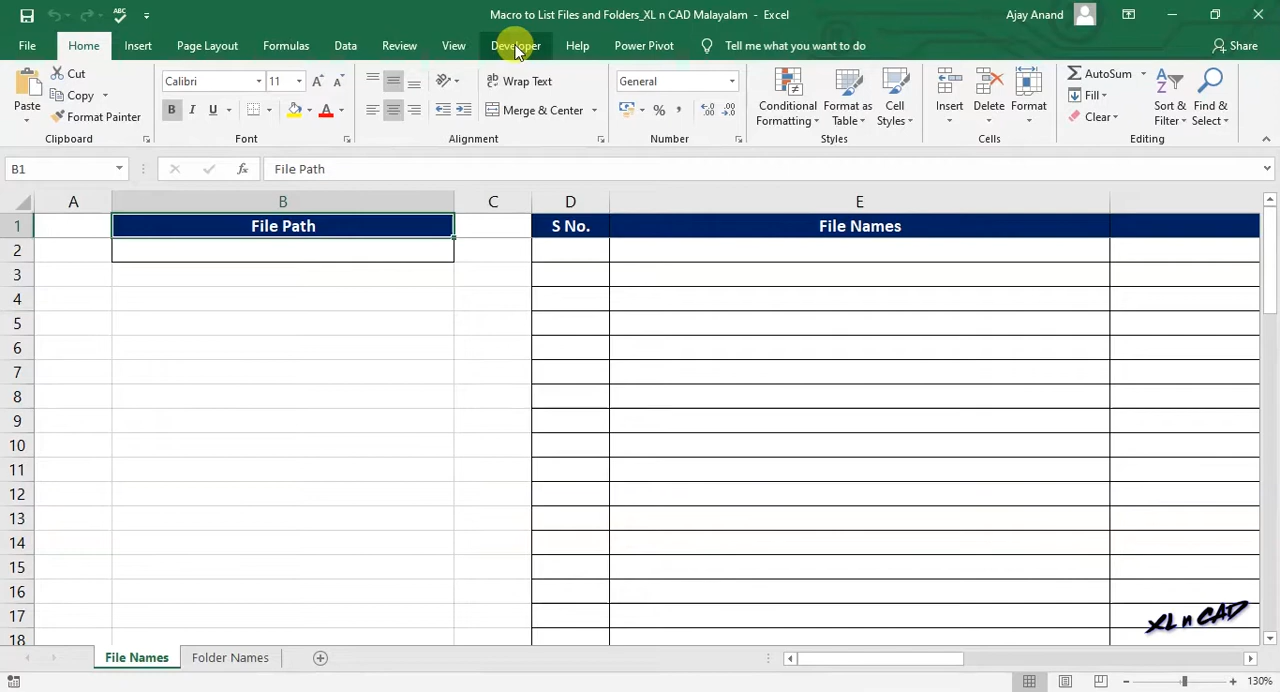 Macro to List Files and Folders_XL n CAD Malayalam - Excel
Ajay Anand
File Home Insert Page Layout Formulas Data Review View Developer Help Power Pivot Tell me what you want to do Share
Paste
Cut
Copy
Format Painter
Clipboard
Calibri 11
B I U
Font
Wrap Text
Merge & Center
Alignment
General
Number
Conditional Formatting
Format as Table
Cell Styles
Styles
Insert Delete Format
Cells
AutoSum
Fill
Clear
Sort & Filter
Find & Select
Editing
B1 fx File Path
A B C D E
1 File Path S No. File Names
2
3
4
5
6
7
8
9
10
11
12
13
14
15
16
17
18
XL n CAD
File Names Folder Names
130%